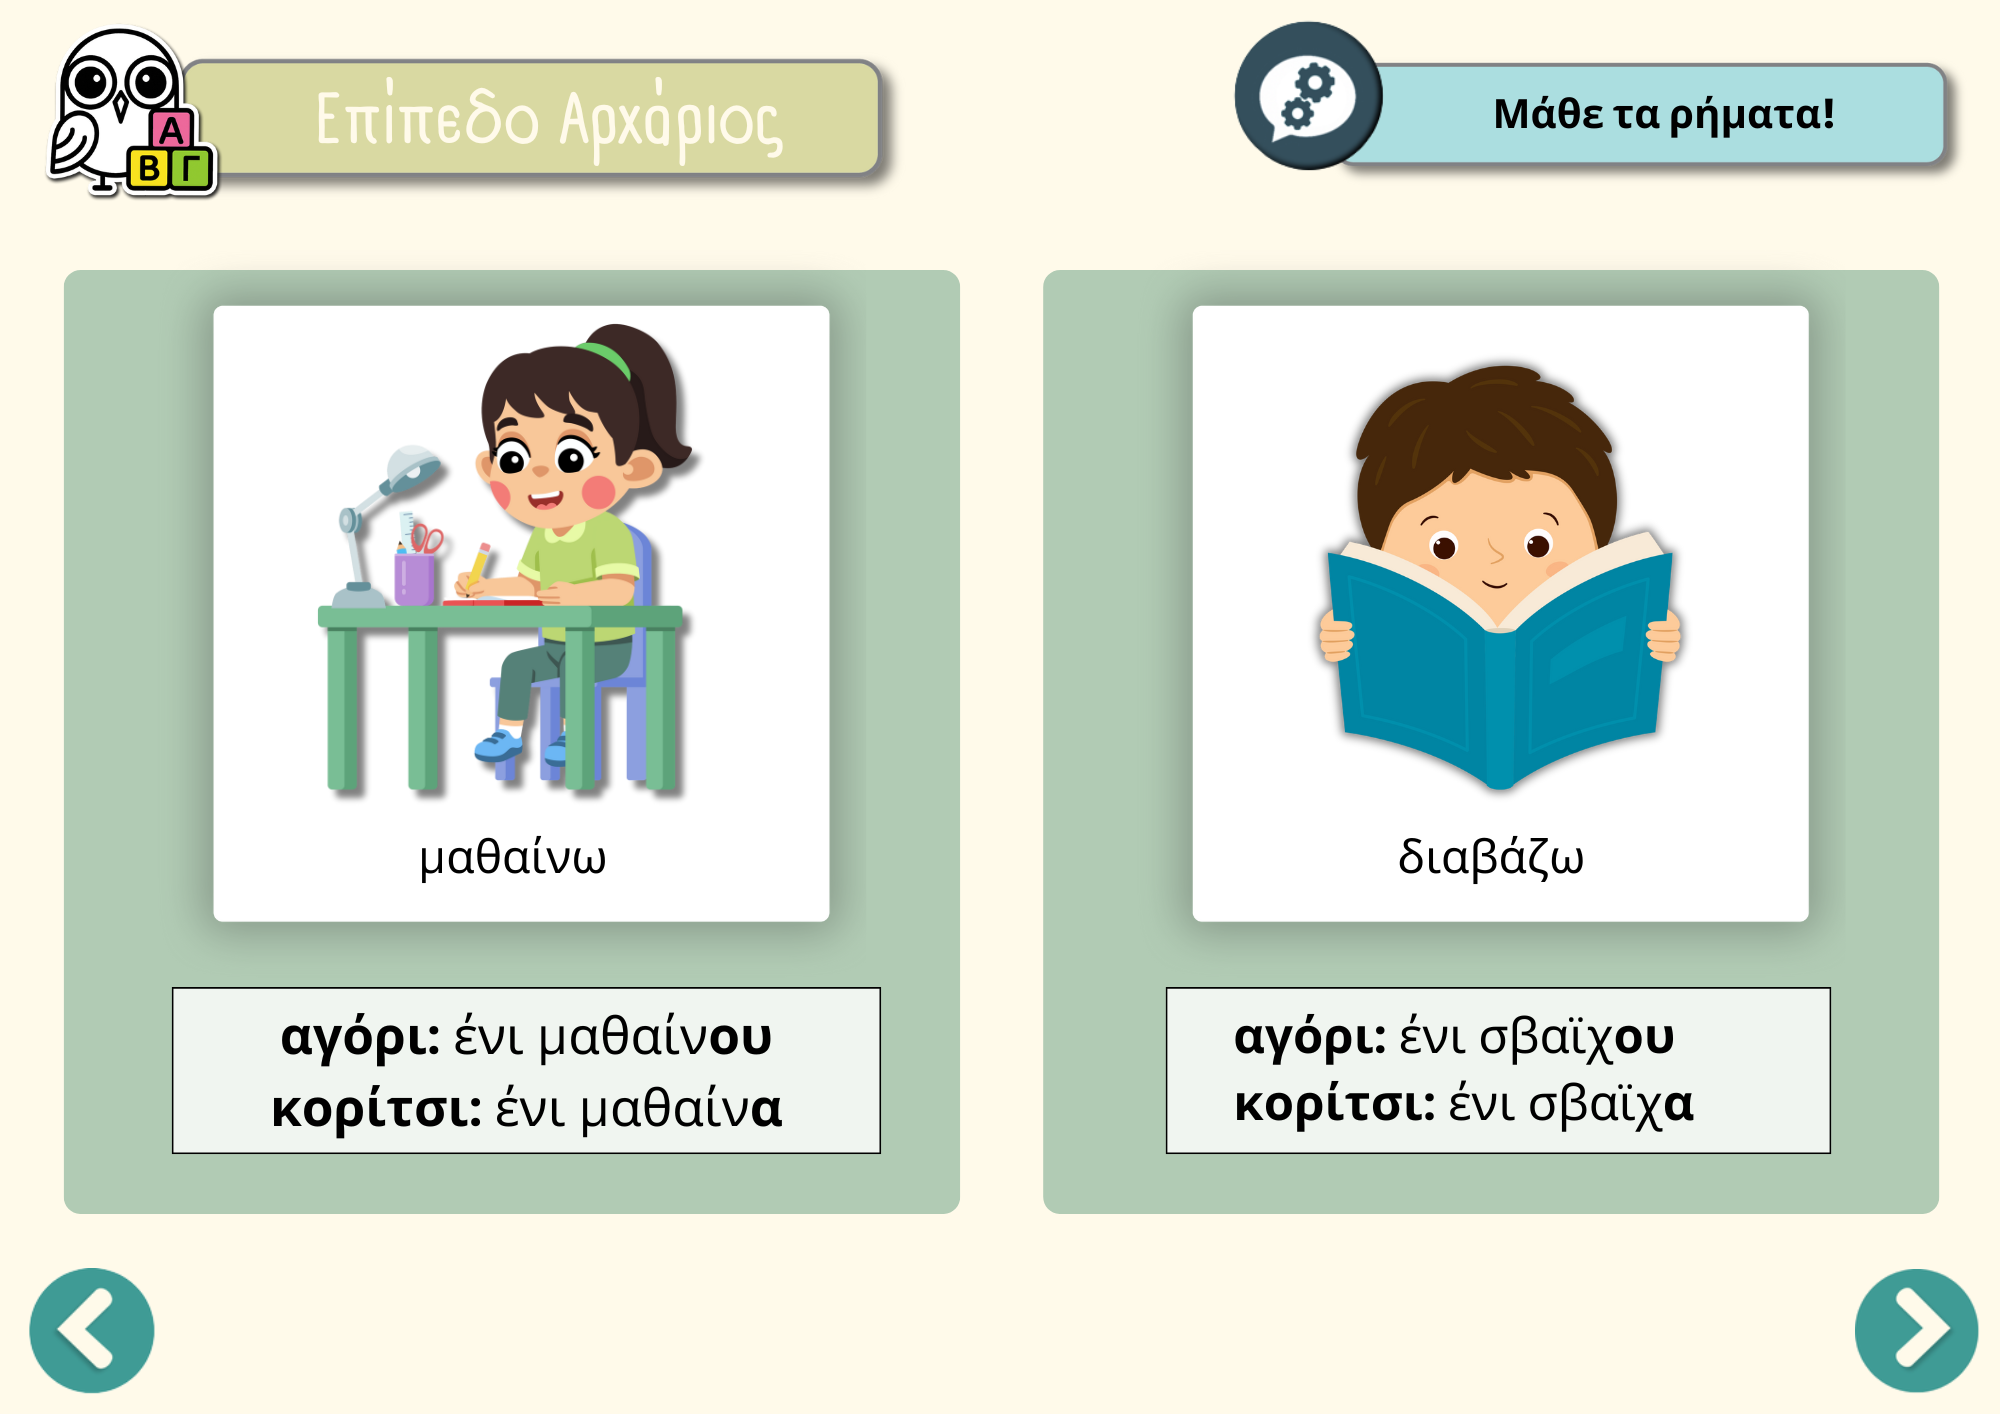 Επίπεδο Αρχάριος
Α
Β Γ
Μάθε τα ρήματα!
μαθαίνω
αγόρι: ένι μαθαίνου
κορίτσι: ένι μαθαίνα
διαβάζω
αγόρι: ένι σβαϊχου
κορίτσι: ένι σβαϊχα